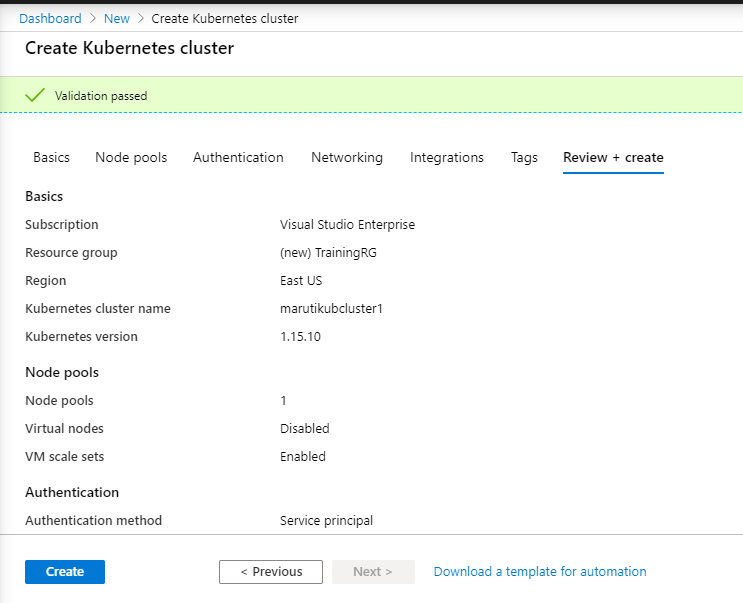 Dashboard > New > Create Kubernetes cluster
Create Kubernetes cluster
Validation passed
Basics Node pools Authentication Networking Integrations Tags Review + create
Basics
Subscription Visual Studio Enterprise
Resource group (new) TrainingRG
Region East US
Kubernetes cluster name marutikubcluster1
Kubernetes version 1.15.10
Node pools
Node pools 1
Virtual nodes Disabled
VM scale sets Enabled
Authentication
Authentication method Service principal
Create < Previous Next > Download a template for automation